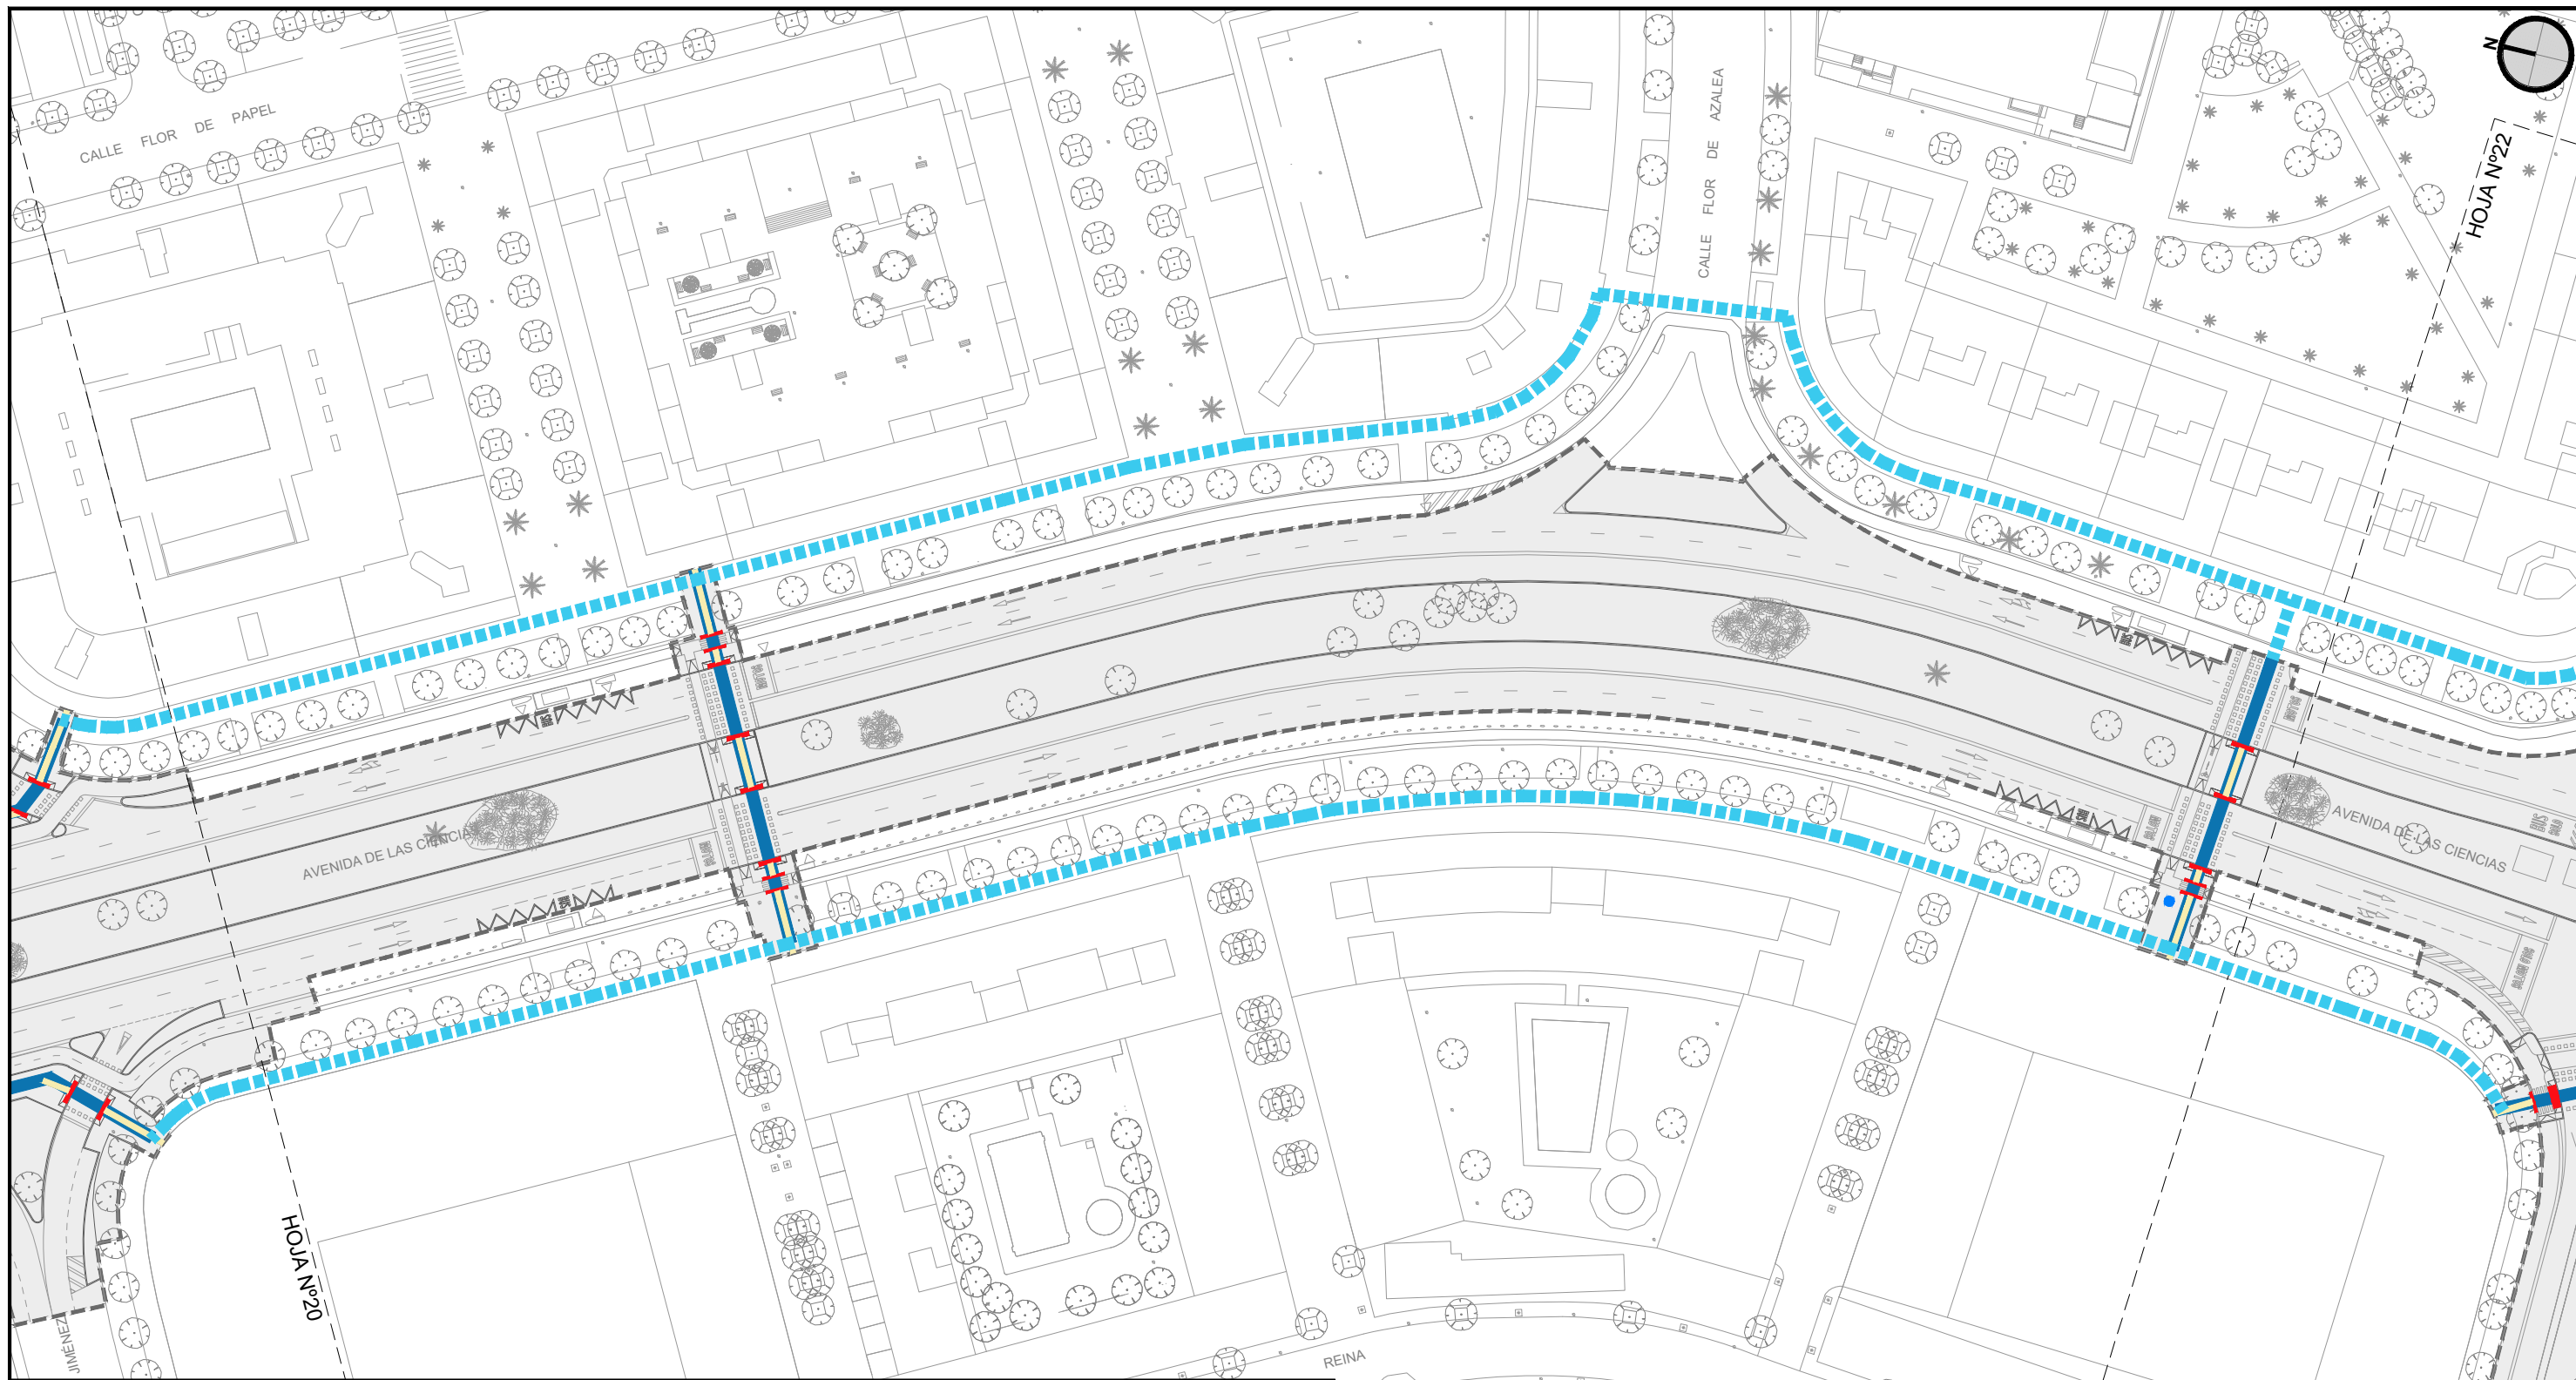 CALLE FLOR DE PAPEL
CALLE FLOR DE AZALEA
N
HOJA Nº22
AVENIDA DE LAS CIENCIAS
AVENIDA DE LAS CIENCIAS
HOJA Nº20
JIMÉNEZ
REINA